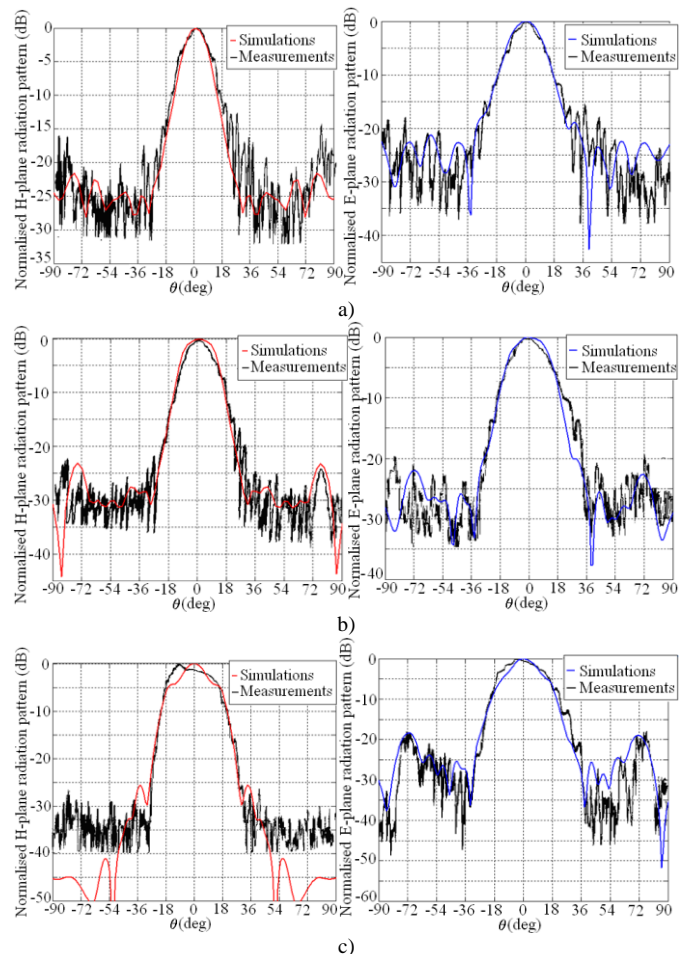 Normalised H-plane radiation pattern (dB)
0
-5
-10
-15
-20
-25
-30
-35
-90 -72 -54 -36 -18 0 18 36 54 72 90
θ(deg)
Simulations
Measurements
Normalised E-plane radiation pattern (dB)
0
-10
-20
-30
-40
-90 -72 -54 -36 -18 0 18 36 54 72 90
θ(deg)
Simulations
Measurements
a)
Normalised H-plane radiation pattern (dB)
0
-10
-20
-30
-40
-90 -72 -54 -36 -18 0 18 36 54 72 90
θ(deg)
Simulations
Measurements
Normalised E-plane radiation pattern (dB)
0
-10
-20
-30
-40
-90 -72 -54 -36 -18 0 18 36 54 72 90
θ(deg)
Simulations
Measurements
b)
Normalised H-plane radiation pattern (dB)
0
-10
-20
-30
-40
-50
-90 -72 -54 -36 -18 0 18 36 54 72 90
θ(deg)
Simulations
Measurements
Normalised E-plane radiation pattern (dB)
0
-10
-20
-30
-40
-50
-60
-90 -72 -54 -36 -18 0 18 36 54 72 90
θ(deg)
Simulations
Measurements
c)